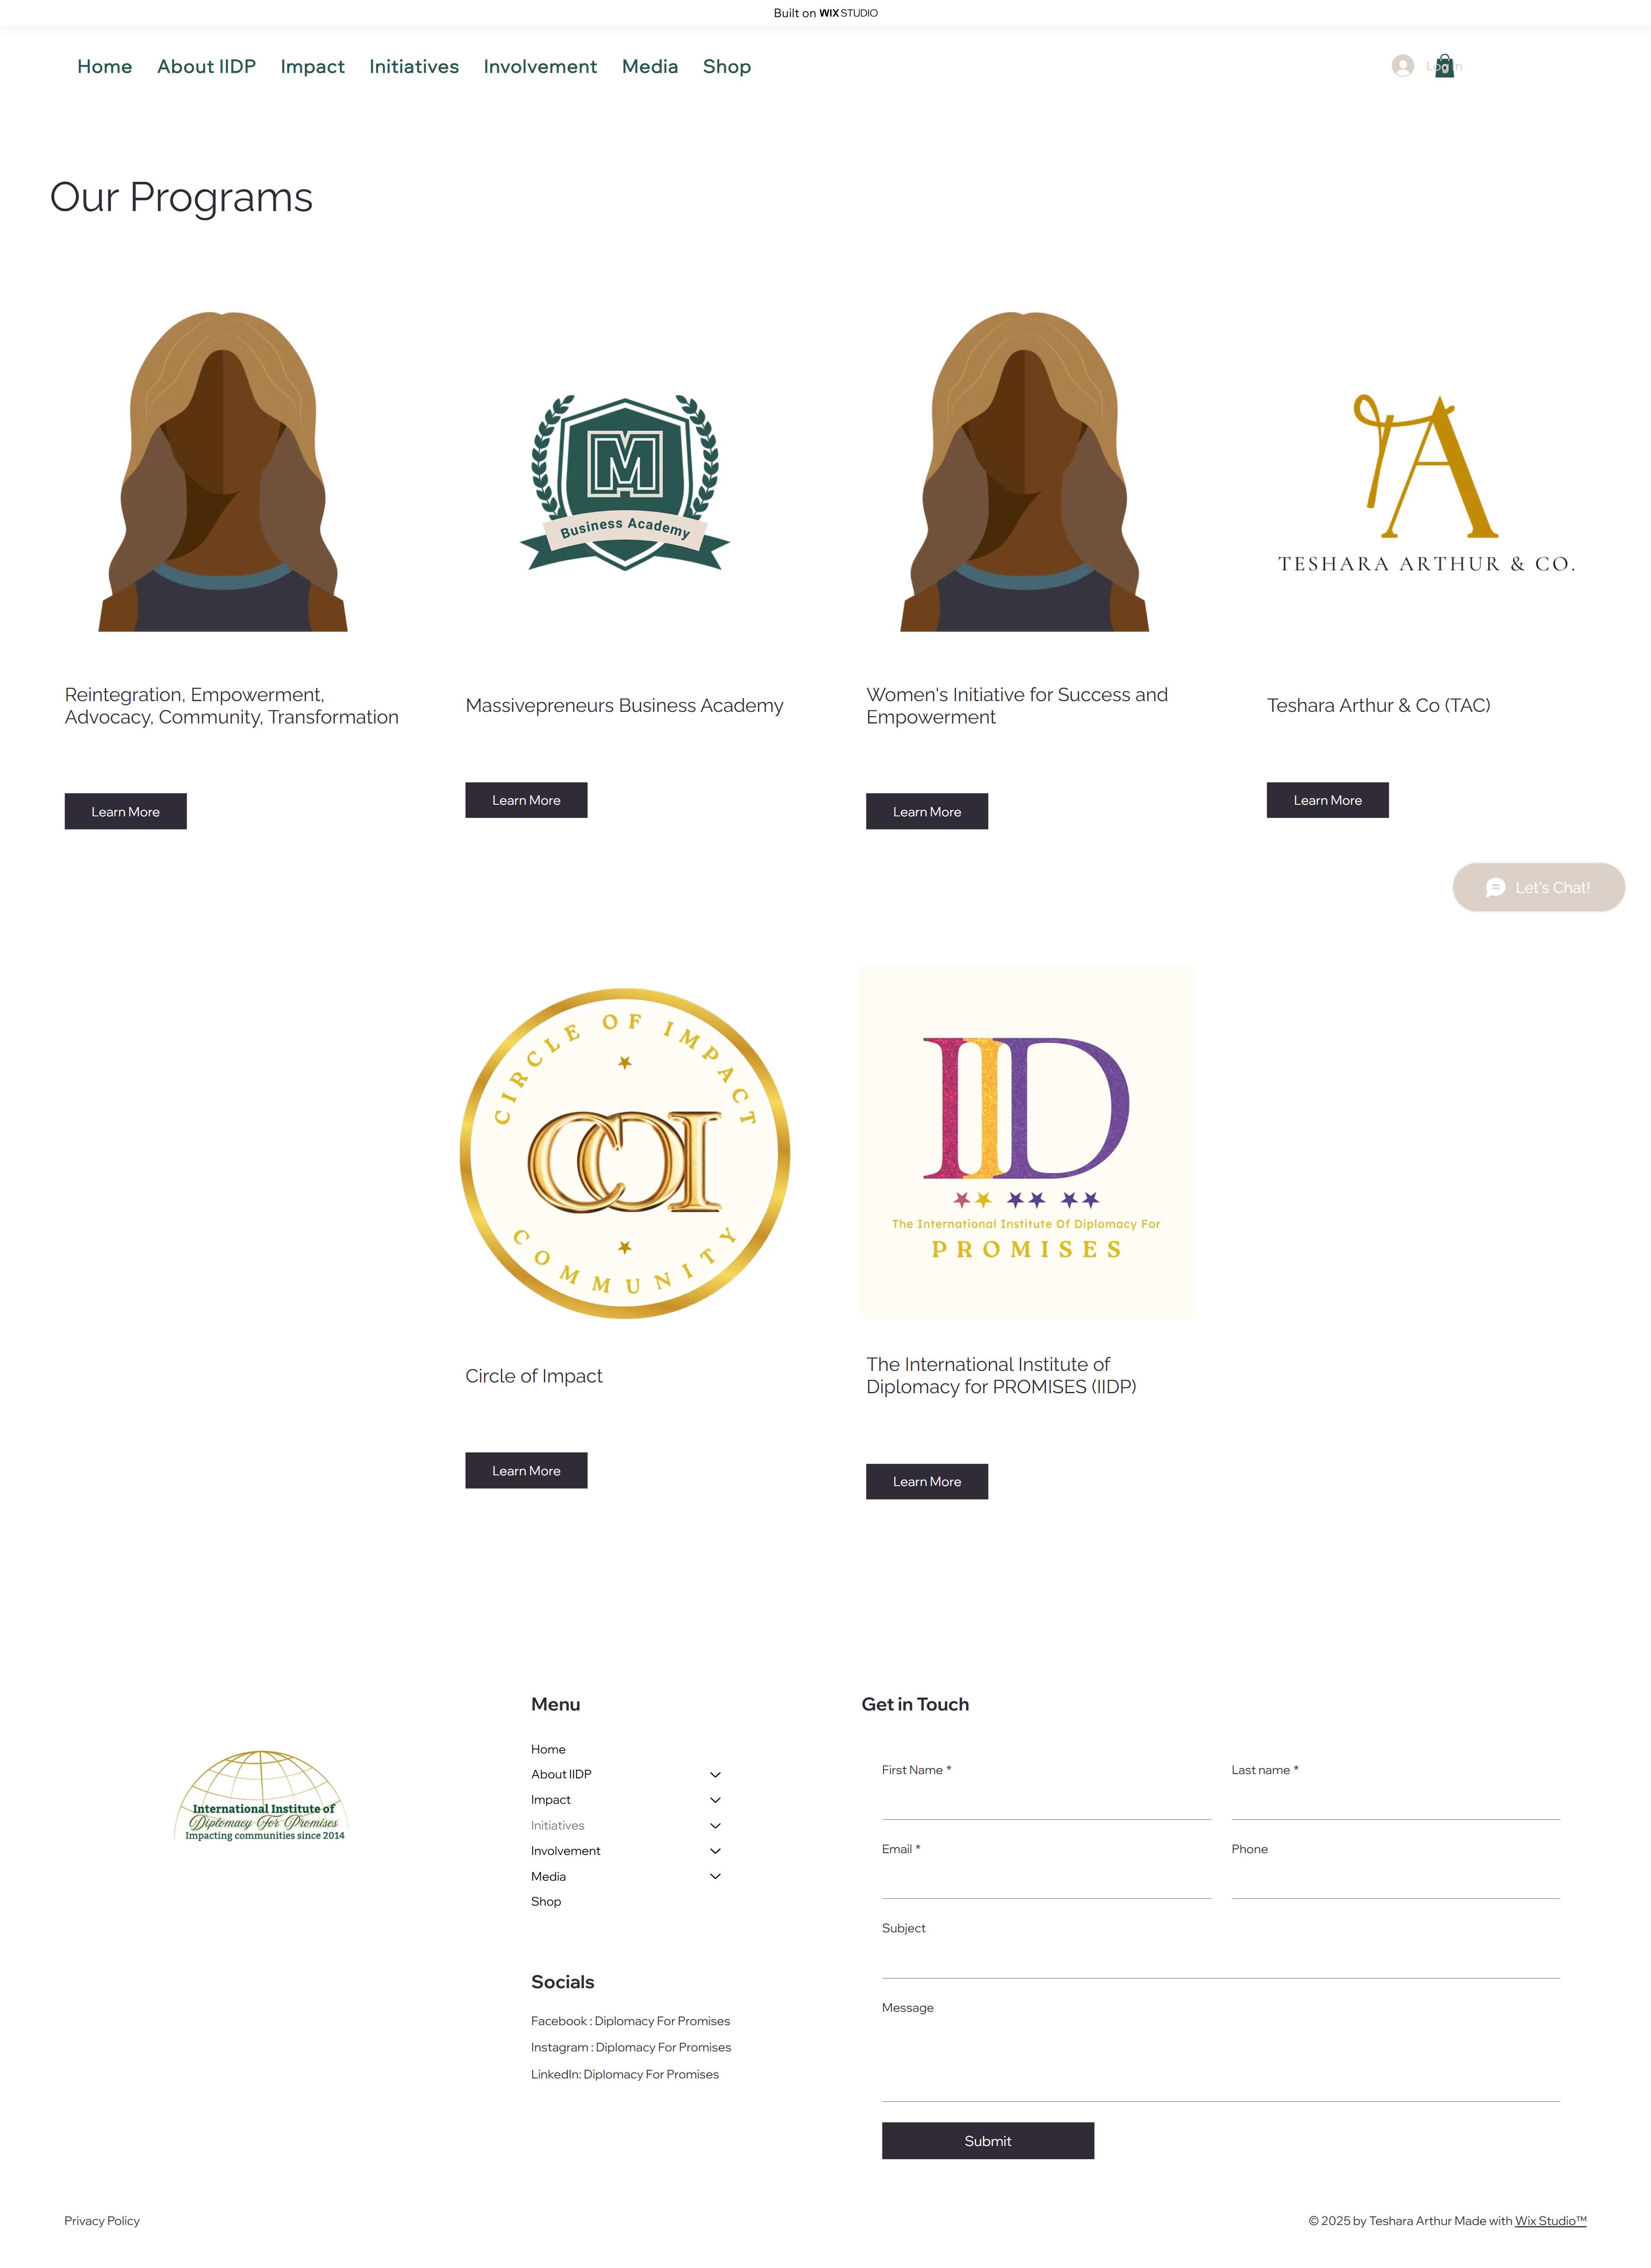 Built on WIX STUDIO
Home About IIDP Impact Initiatives Involvement Media Shop
Log In
0
Our Programs
M
Business Academy
TA
TESHARA ARTHUR & CO.
Reintegration, Empowerment,
Advocacy, Community, Transformation
Learn More
Massivepreneurs Business Academy
Learn More
Women's Initiative for Success and
Empowerment
Learn More
Teshara Arthur & Co (TAC)
Learn More
Let's Chat!
CIRCLE OF IMPACT
COI
COMMUNITY
IID
The International Institute Of Diplomacy For
PROMISES
Circle of Impact
Learn More
The International Institute of
Diplomacy for PROMISES (IIDP)
Learn More
International Institute of
Diplomacy For Promises
Impacting communities since 2014
Menu
Home
About IIDP
Impact
Initiatives
Involvement
Media
Shop
Socials
Facebook : Diplomacy For Promises
Instagram : Diplomacy For Promises
LinkedIn: Diplomacy For Promises
Get in Touch
First Name *
Last name *
Email *
Phone
Subject
Message
Submit
Privacy Policy
© 2025 by Teshara Arthur Made with Wix Studio™